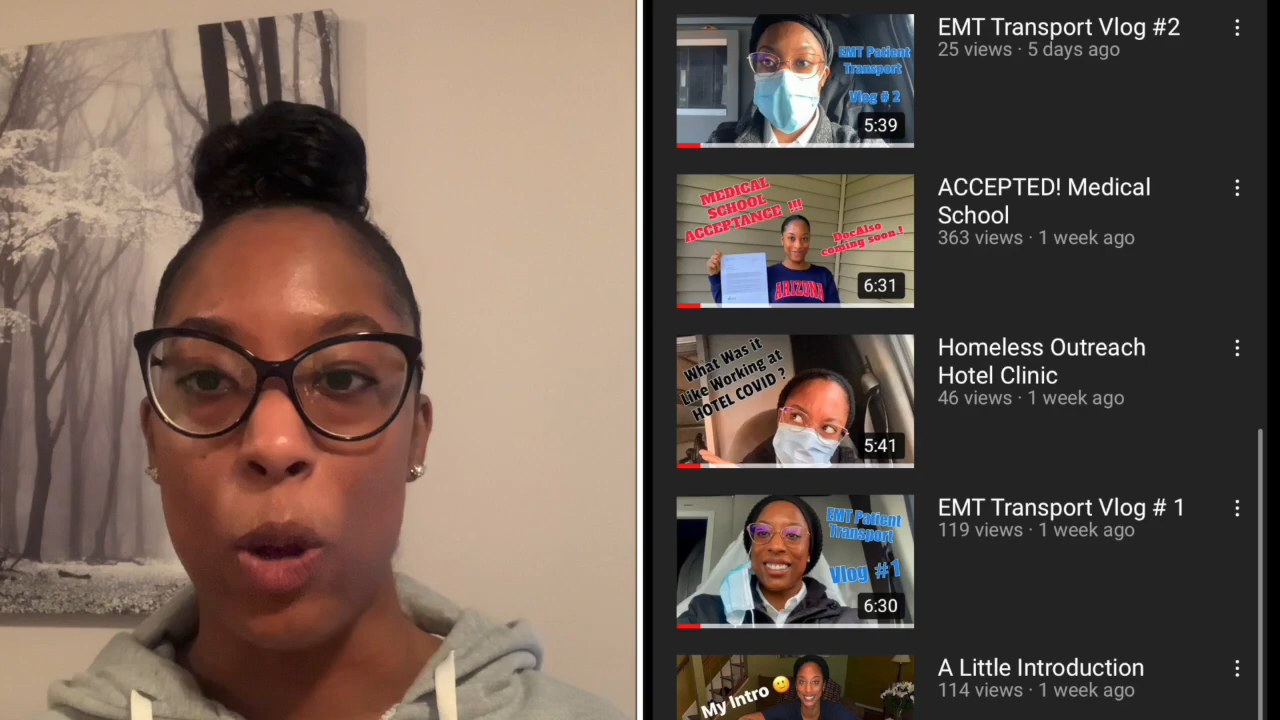 EMT Transport Vlog #2
25 views · 5 days ago
EMT Patient
Transport
Vlog # 2
5:39
ACCEPTED! Medical
School
363 views · 1 week ago
MEDICAL
SCHOOL
ACCEPTANCE !!!
DocAlso
coming soon.!
ARIZONA
6:31
Homeless Outreach
Hotel Clinic
46 views · 1 week ago
What Was it
Like Working at
HOTEL COVID ?
5:41
EMT Transport Vlog # 1
119 views · 1 week ago
EMT Patient
Transport
Vlog #1
6:30
A Little Introduction
114 views · 1 week ago
My Intro